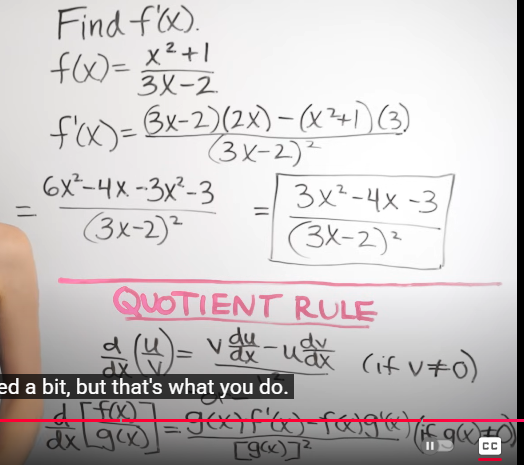 Find f'(x).
f(x)= x²+1 / 3x-2
f'(x)= (3x-2)(2x)-(x²+1)(3) / (3x-2)²
= 6x²-4x-3x²-3 / (3x-2)² = 3x²-4x-3 / (3x-2)²
QUOTIENT RULE
d/dx (u/v) = v du/dx - u dv/dx (if v≠0)
ed a bit, but that's what you do.
d/dx [f(x)/g(x)] = g(x)f'(x)-f(x)g'(x) / [g(x)]² (if g(x)≠0)
CC